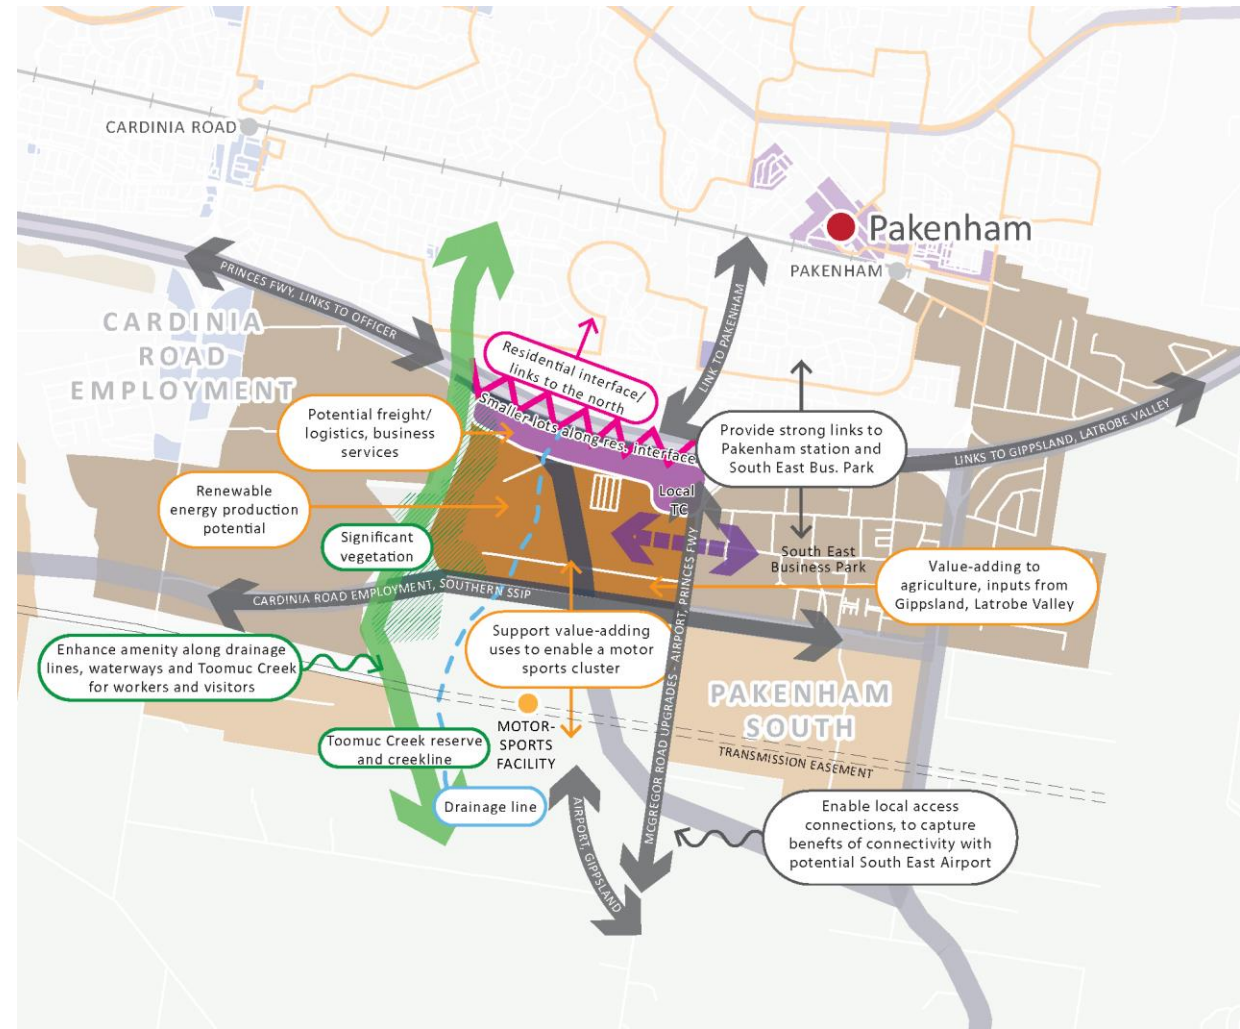 CARDINIA ROAD
Pakenham
PAKENHAM
PRINCES FWY, LINKS TO OFFICER
LINK TO PAKENHAM
CARDINIA
ROAD
EMPLOYMENT
Residential interface/
links to the north
Smaller lots along res. interface
Potential freight/
logistics, business
services
Provide strong links to
Pakenham station and
South East Bus. Park
LINKS TO GIPPSLAND, LATROBE VALLEY
Renewable
energy production
potential
Local
TC
Significant
vegetation
South East
Business Park
Value-adding to
agriculture, inputs from
Gippsland, Latrobe Valley
CARDINIA ROAD EMPLOYMENT, SOUTHERN SSIP
MCGREGOR ROAD UPGRADES - AIRPORT, PRINCES FWY
Support value-adding
uses to enable a motor
sports cluster
Enhance amenity along drainage
lines, waterways and Toomuc Creek
for workers and visitors
PAKENHAM
SOUTH
MOTOR-
SPORTS
FACILITY
Toomuc Creek reserve
and creekline
TRANSMISSION EASEMENT
Drainage line
AIRPORT, GIPPSLAND
Enable local access
connections, to capture
benefits of connectivity with
potential South East Airport